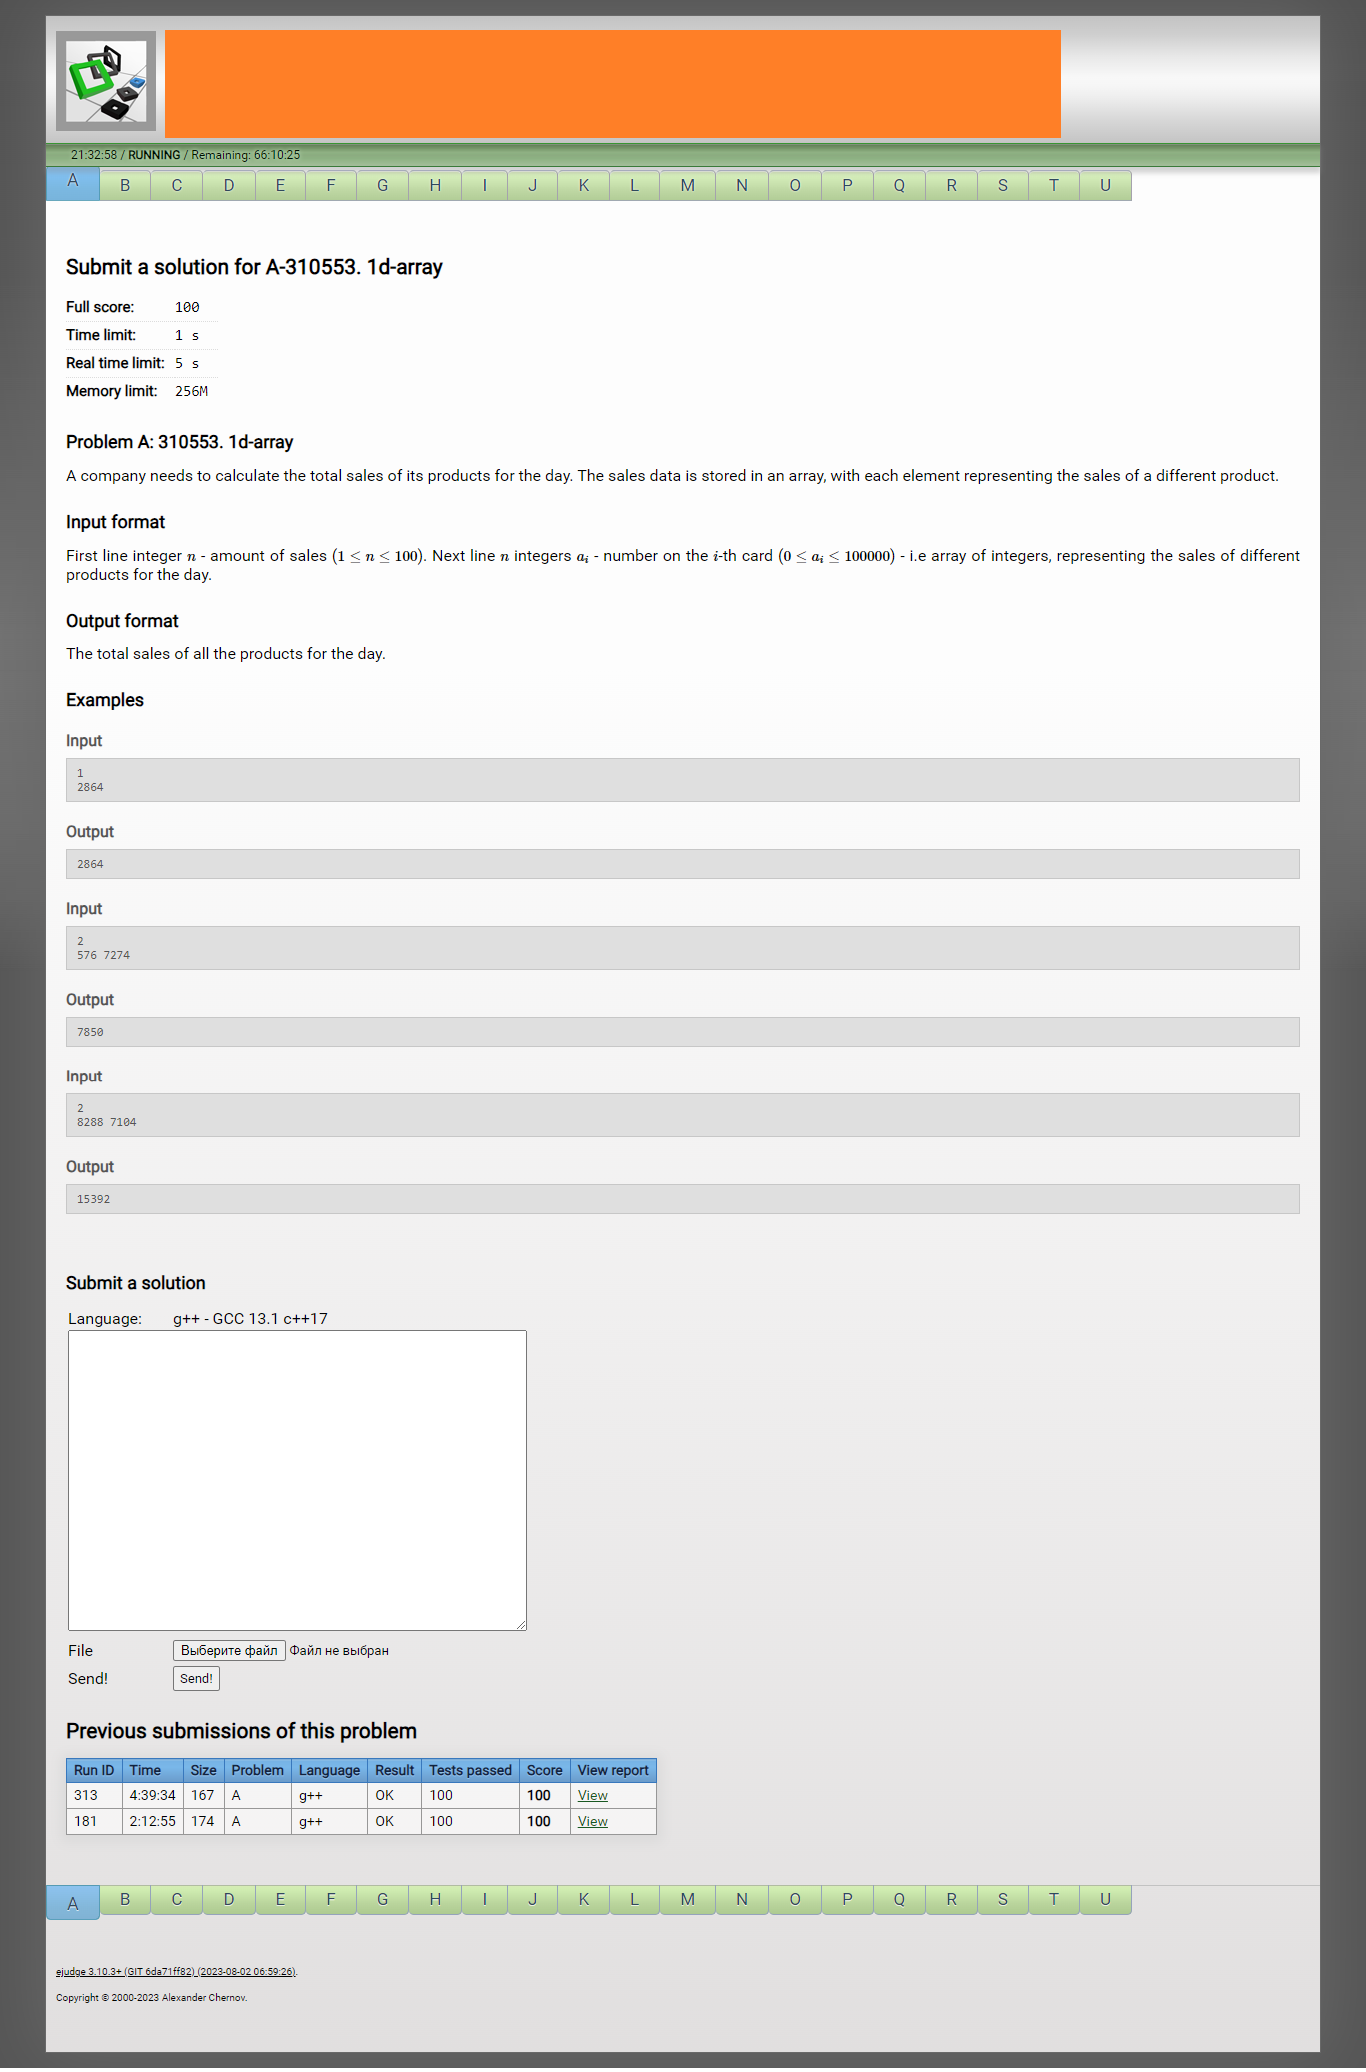 21:32:58 / RUNNING / Remaining: 66:10:25
A B C D E F G H I J K L M N O P Q R S T U
Submit a solution for A-310553. 1d-array
Full score: 100
Time limit: 1 s
Real time limit: 5 s
Memory limit: 256M
Problem A: 310553. 1d-array
A company needs to calculate the total sales of its products for the day. The sales data is stored in an array, with each element representing the sales of a different product.
Input format
First line integer n - amount of sales (1 ≤ n ≤ 100). Next line n integers aᵢ - number on the i-th card (0 ≤ aᵢ ≤ 100000) - i.e array of integers, representing the sales of different
products for the day.
Output format
The total sales of all the products for the day.
Examples
Input
1
2864
Output
2864
Input
2
576 7274
Output
7850
Input
2
8288 7104
Output
15392
Submit a solution
Language: g++ - GCC 13.1 c++17
File Выберите файл Файл не выбран
Send! Send!
Previous submissions of this problem
Run ID Time Size Problem Language Result Tests passed Score View report
313 4:39:34 167 A g++ OK 100 100 View
181 2:12:55 174 A g++ OK 100 100 View
A B C D E F G H I J K L M N O P Q R S T U
ejudge 3.10.3+ (GIT 6da71ff82) (2023-08-02 06:59:26).
Copyright © 2000-2023 Alexander Chernov.